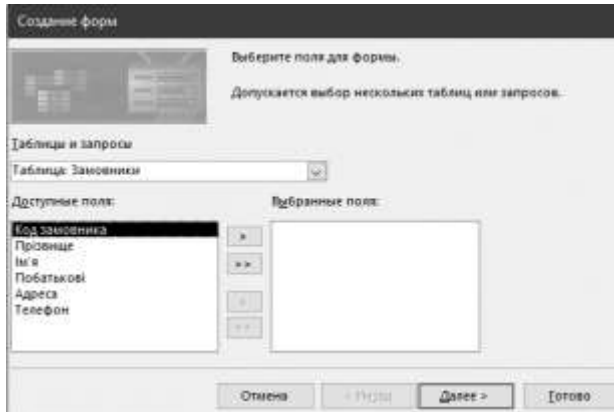 Создание форм
Выберите поля для формы.
Допускается выбор нескольких таблиц или запросов.
Таблицы и запросы
Таблица: Замовники
Доступные поля:
Выбранные поля:
Код замовника
Прізвище
Ім'я
Побатькові
Адреса
Телефон
>
>>
<
<<
Отмена
< Назад
Далее >
Готово